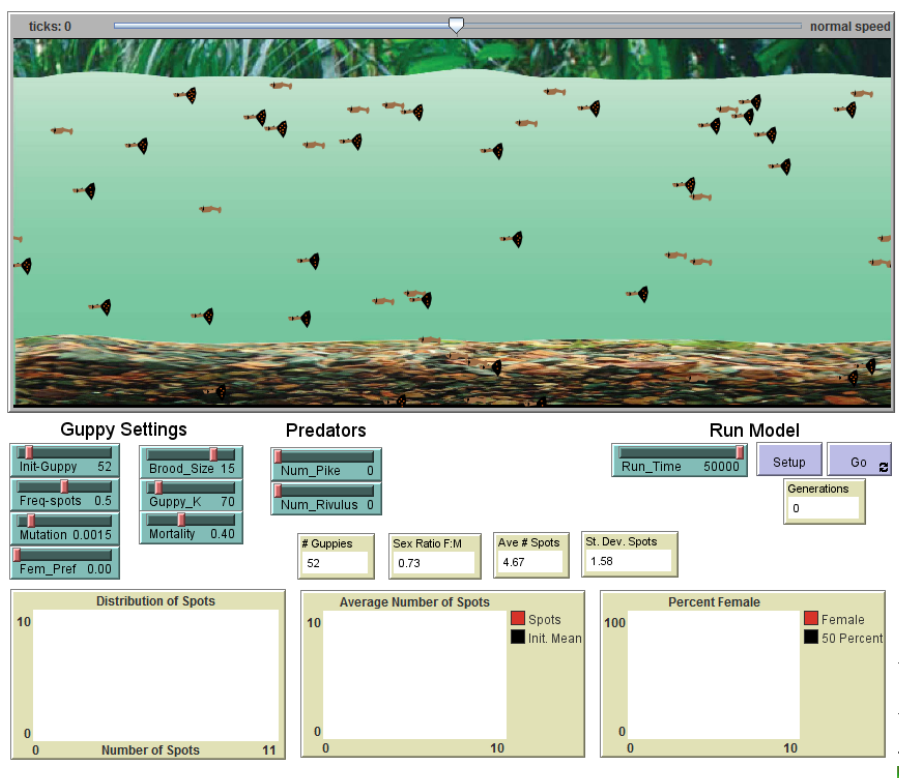 ticks: 0 normal speed
Guppy Settings Predators Run Model
Init-Guppy 52 Brood_Size 15 Num_Pike 0 Run_Time 50000 Setup Go
Freq-spots 0.5 Guppy_K 70 Num_Rivulus 0 Generations
0
Mutation 0.0015 Mortality 0.40
Fem_Pref 0.00
# Guppies Sex Ratio F:M Ave # Spots St. Dev. Spots
52 0.73 4.67 1.58
Distribution of Spots
10
0
0 Number of Spots 11
Average Number of Spots
10
Spots
Init. Mean
0
0 10
Percent Female
100
Female
50 Percent
0
0 10